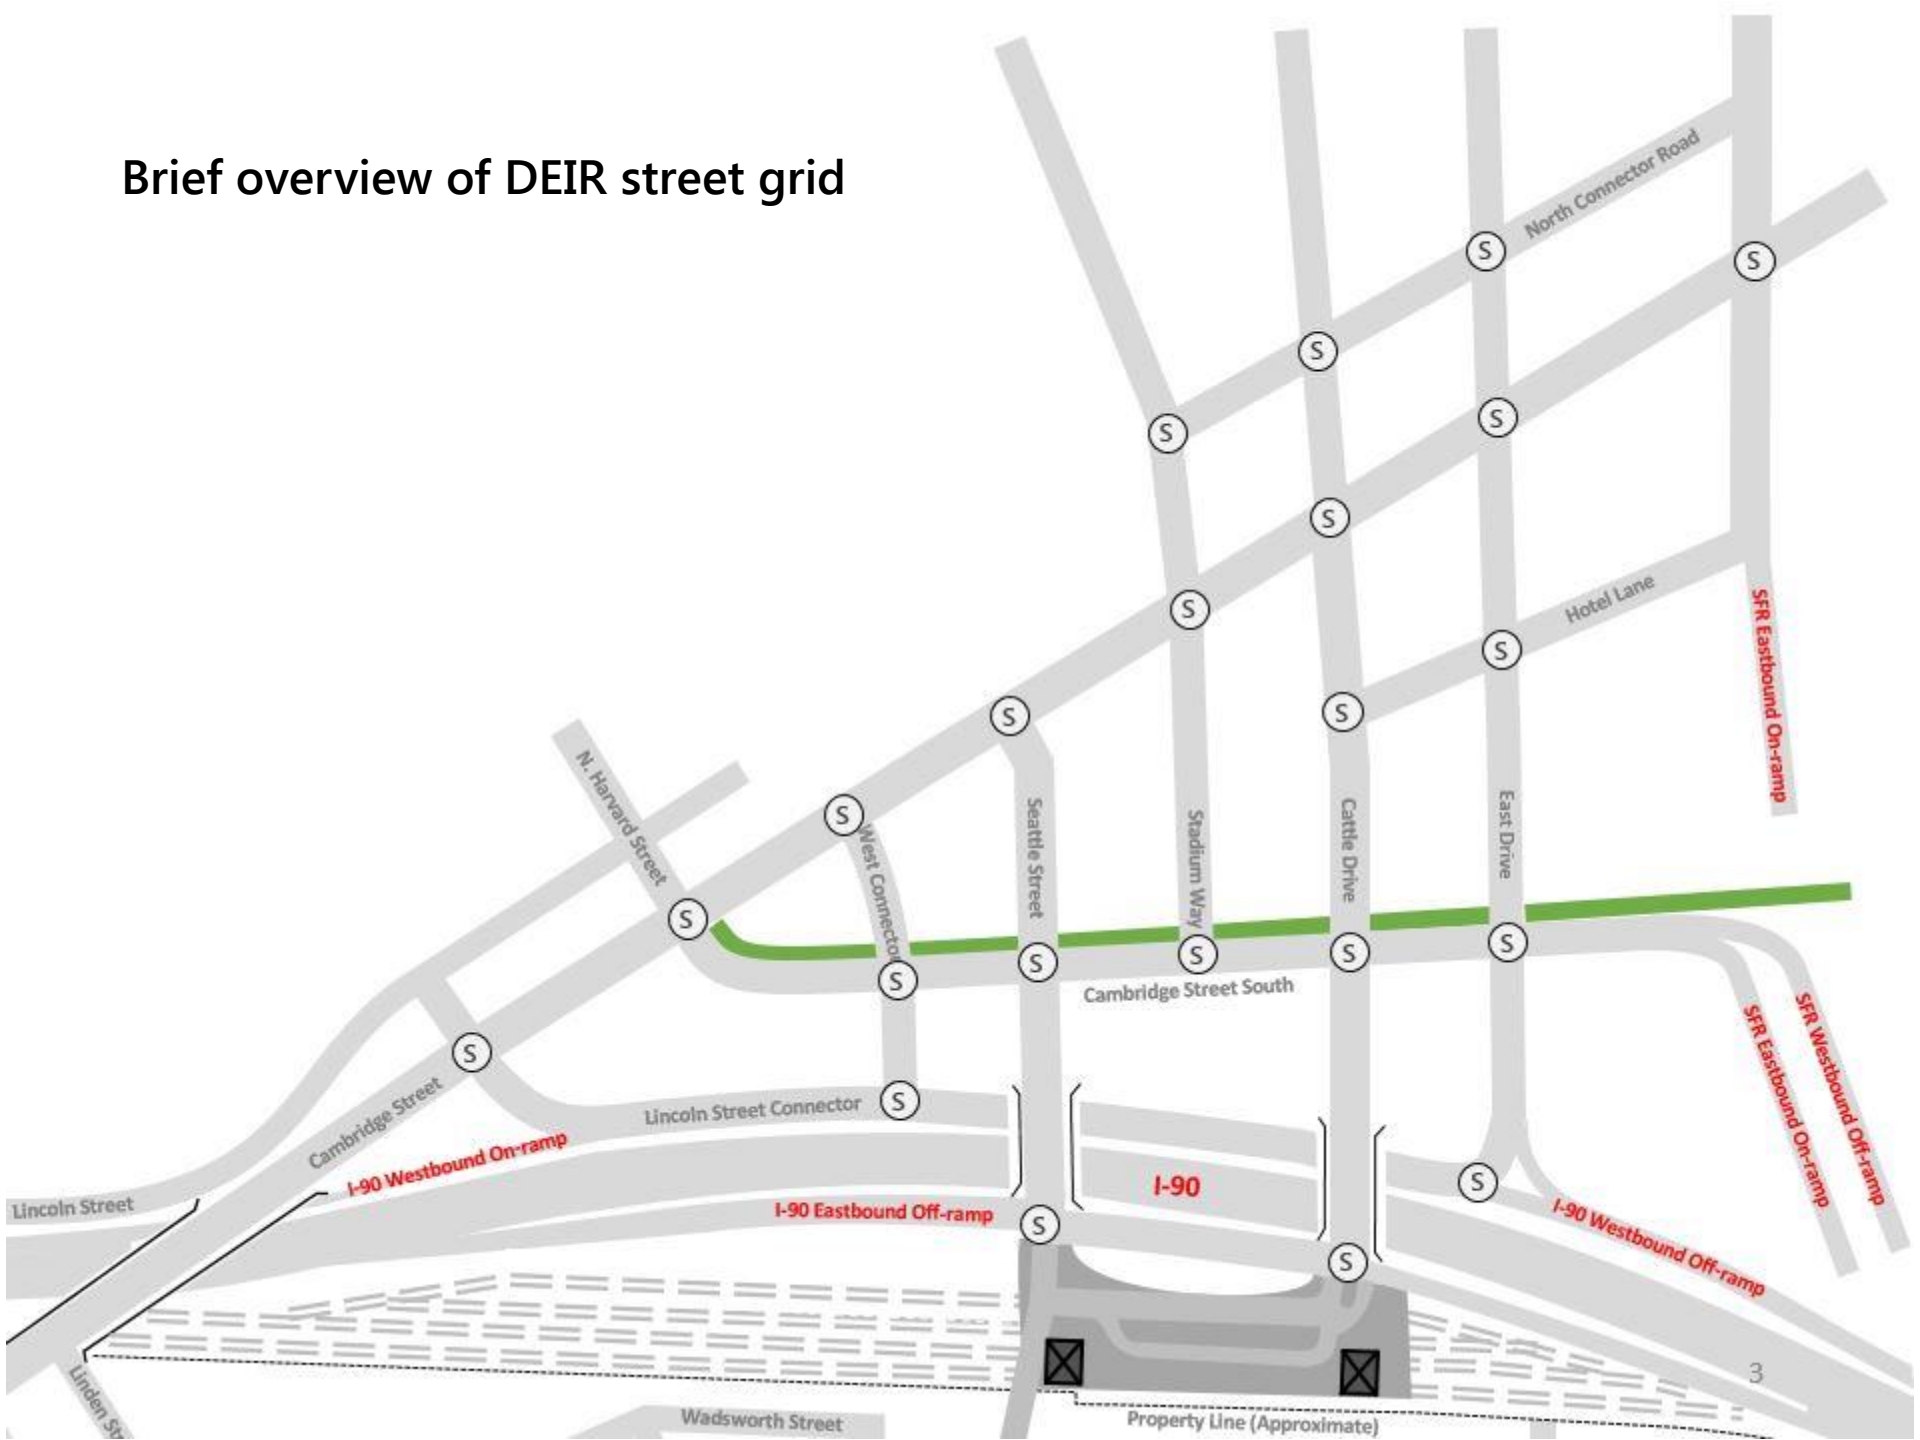 Brief overview of DEIR street grid
North Connector Road
S
S
S
S
S
S
S
Hotel Lane
S
SFR Eastbound On-ramp
S
S
N. Harvard Street
S
West Connector
Seattle Street
Stadium Way
Cattle Drive
East Drive
S
S
S
S
S
S
Cambridge Street South
SFR Eastbound On-ramp
SFR Westbound Off-ramp
S
Cambridge Street
Lincoln Street Connector
S
I-90 Westbound On-ramp
Lincoln Street
I-90 Eastbound Off-ramp
I-90
S
I-90 Westbound Off-ramp
S
S
3
Linden Str
Wadsworth Street
Property Line (Approximate)